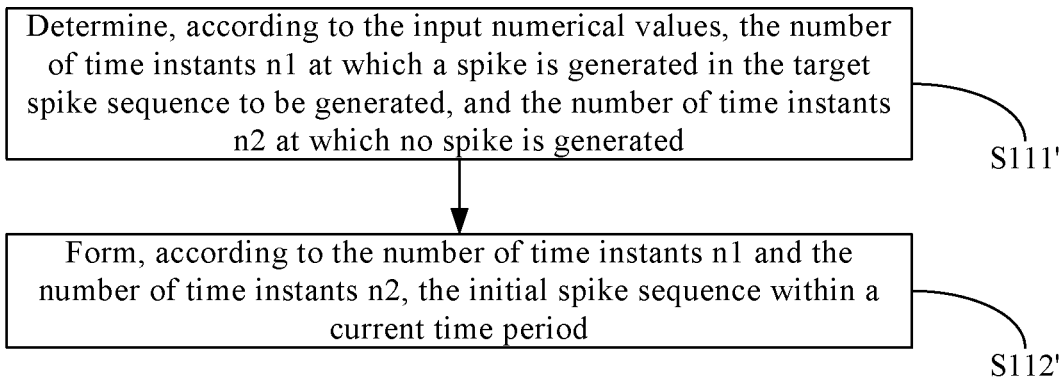 Determine, according to the input numerical values, the number
of time instants n1 at which a spike is generated in the target
spike sequence to be generated, and the number of time instants
n2 at which no spike is generated
S111'
Form, according to the number of time instants n1 and the
number of time instants n2, the initial spike sequence within a
current time period
S112'